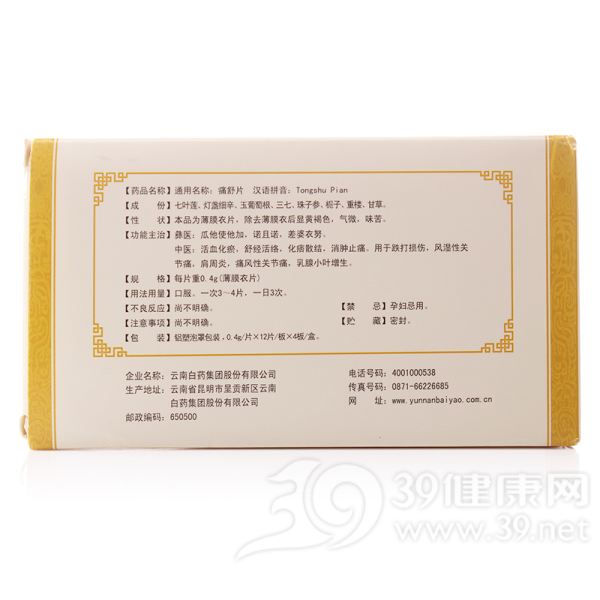 【药品名称】通用名称：痛舒片 汉语拼音：Tongshu Pian
【成 份】七叶莲、灯盏细辛、玉葡萄根、三七、珠子参、栀子、重楼、甘草。
【性 状】本品为薄膜衣片，除去薄膜衣后显黄褐色，气微，味苦。
【功能主治】彝医：瓜他使他加，诺且诺，差婆农努。
中医：活血化瘀，舒经活络，化痞散结，消肿止痛。用于跌打损伤，风湿性关
节痛，肩周炎，痛风性关节痛，乳腺小叶增生。
【规 格】每片重0.4g(薄膜衣片)
【用法用量】口服。一次3～4片，一日3次。
【不良反应】尚不明确。 【禁 忌】孕妇忌用。
【注意事项】尚不明确。 【贮 藏】密封。
【包 装】铝塑泡罩包装，0.4g/片×12片/板×4板/盒。
企业名称：云南白药集团股份有限公司 电话号码：4001000538
生产地址：云南省昆明市呈贡新区云南 传真号码：0871-66226685
白药集团股份有限公司 网 址：www.yunnanbaiyao.com.cn
邮政编码：650500
39健康网
www.39.net